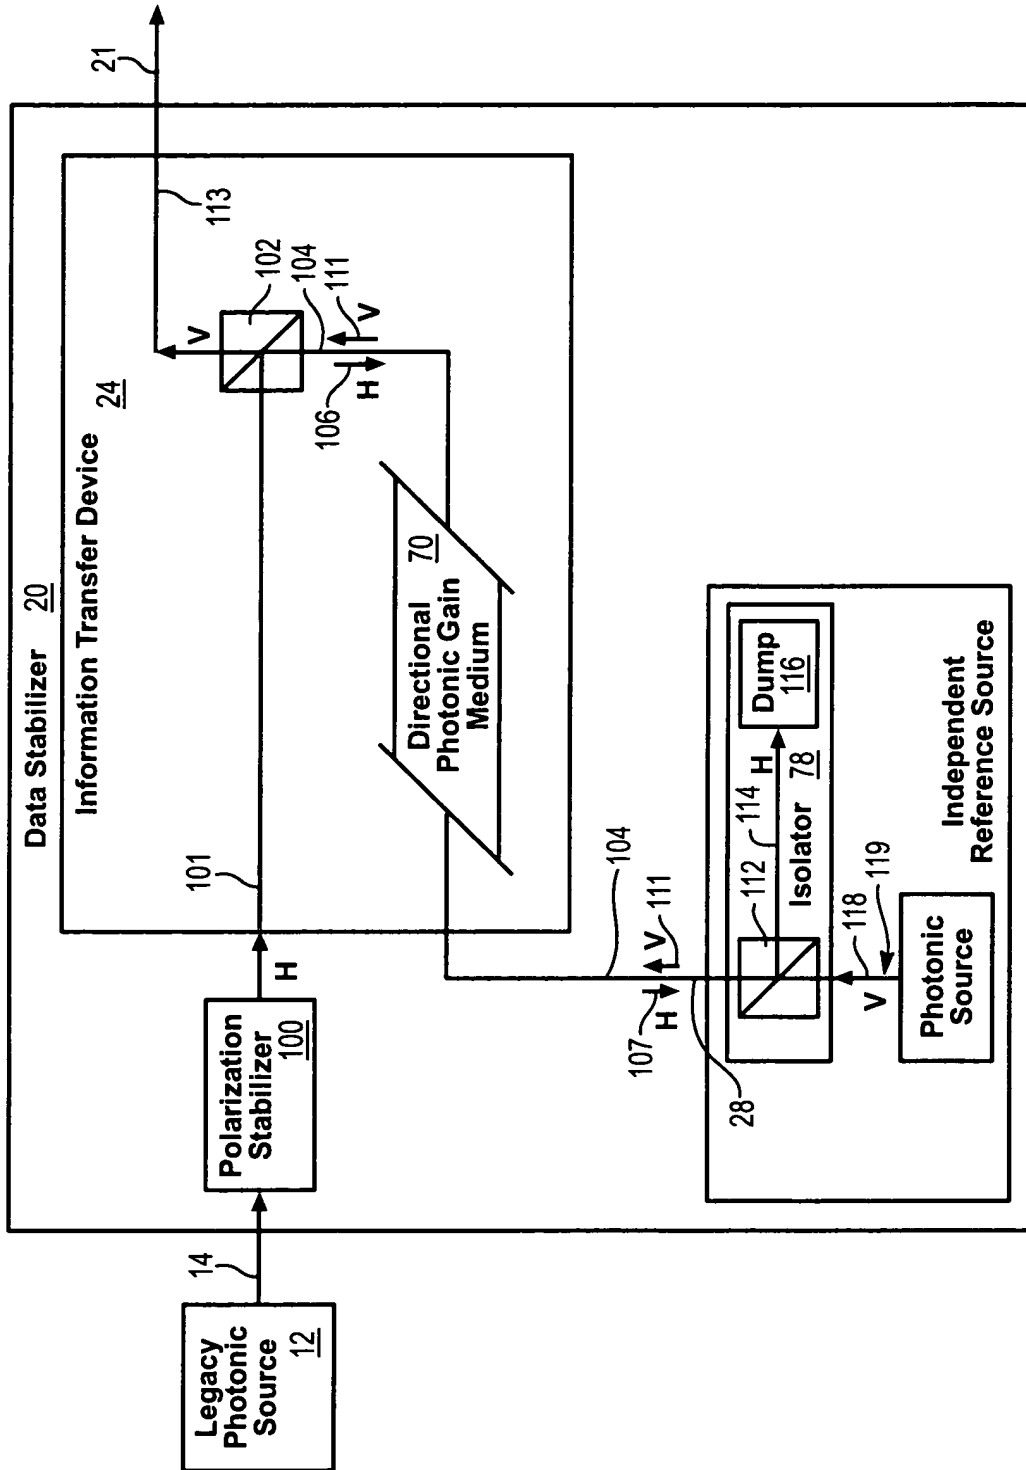 Data Stabilizer 20
Information Transfer Device 24
Legacy
Photonic
Source
12
14
Polarization
Stabilizer
100
H
101
V
102
104
106
H
V
111
113
21
Directional
Photonic Gain
Medium
70
104
107
H
V
111
28
112
114
H
Dump
116
Isolator 78
V
118
119
Photonic
Source
Independent
Reference Source